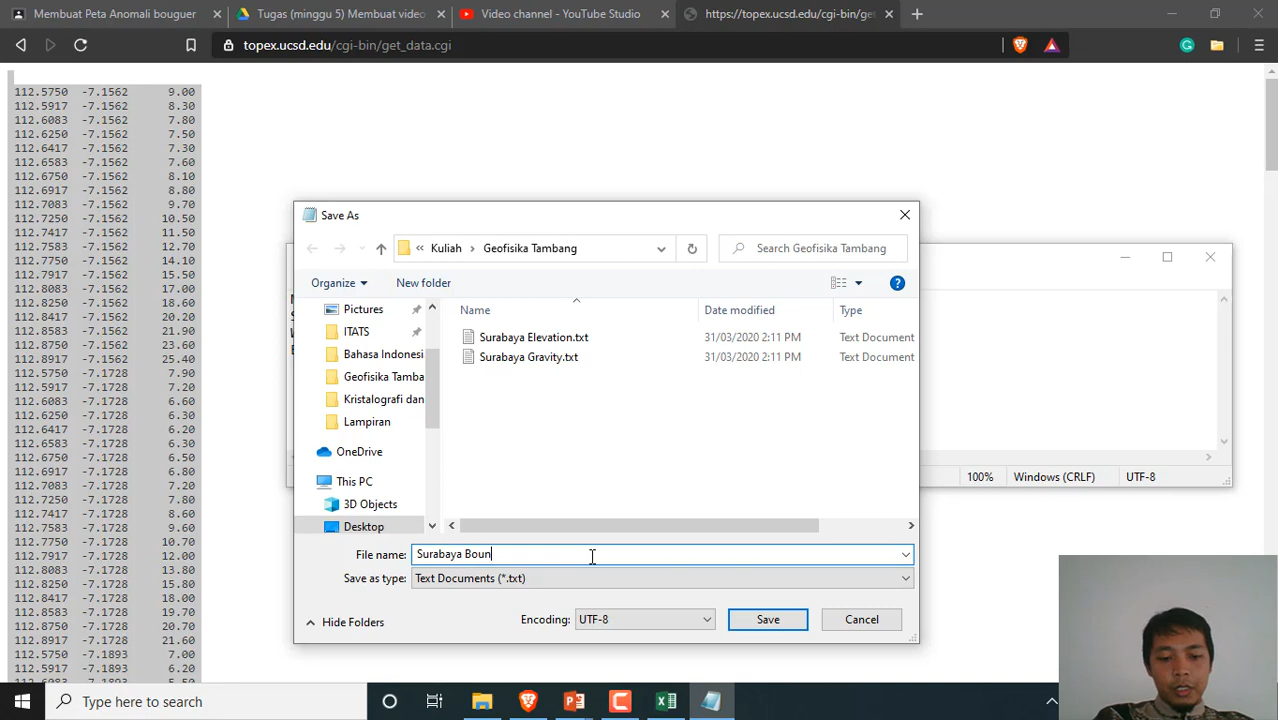 Membuat Peta Anomali bouguer
Tugas (minggu 5) Membuat video
Video channel - YouTube Studio
https://topex.ucsd.edu/cgi-bin/get
topex.ucsd.edu/cgi-bin/get_data.cgi
112.5750 -7.1562 9.00
112.5917 -7.1562 8.30
112.6083 -7.1562 7.80
112.6250 -7.1562 7.50
112.6417 -7.1562 7.30
112.6583 -7.1562 7.60
112.6750 -7.1562 8.10
112.6917 -7.1562 8.80
112.7083 -7.1562 9.70
112.7250 -7.1562 10.50
112.7417 -7.1562 11.50
112.7583 -7.1562 12.70
112.7750 -7.1562 14.10
112.7917 -7.1562 15.50
112.8083 -7.1562 17.00
112.8250 -7.1562 18.60
112.8417 -7.1562 20.20
112.8583 -7.1562 21.90
112.8750 -7.1562 23.60
112.8917 -7.1562 25.40
112.5750 -7.1728 7.90
112.5917 -7.1728 7.20
112.6083 -7.1728 6.60
112.6250 -7.1728 6.30
112.6417 -7.1728 6.20
112.6583 -7.1728 6.30
112.6750 -7.1728 6.50
112.6917 -7.1728 6.80
112.7083 -7.1728 7.20
112.7250 -7.1728 7.80
112.7417 -7.1728 8.60
112.7583 -7.1728 9.60
112.7750 -7.1728 10.70
112.7917 -7.1728 12.00
112.8083 -7.1728 13.40
112.8250 -7.1728 14.90
112.8417 -7.1728 16.40
112.8583 -7.1728 18.00
112.8750 -7.1728 19.70
112.8750 -7.1728 20.70
112.8917 -7.1728 21.60
112.5750 -7.1893 7.00
112.5917 -7.1893 6.20
112.6083 -7.1893 5.50
Save As
« Kuliah › Geofisika Tambang
Search Geofisika Tambang
Organize
New folder
Pictures
ITATS
Bahasa Indonesi
Geofisika Tamba
Kristalografi dan
Lampiran
OneDrive
This PC
3D Objects
Desktop
Name Date modified Type
Surabaya Elevation.txt 31/03/2020 2:11 PM Text Document
Surabaya Gravity.txt 31/03/2020 2:11 PM Text Document
File name: Surabaya Boun
Save as type: Text Documents (*.txt)
Hide Folders
Encoding: UTF-8
Save
Cancel
100% Windows (CRLF) UTF-8
Type here to search